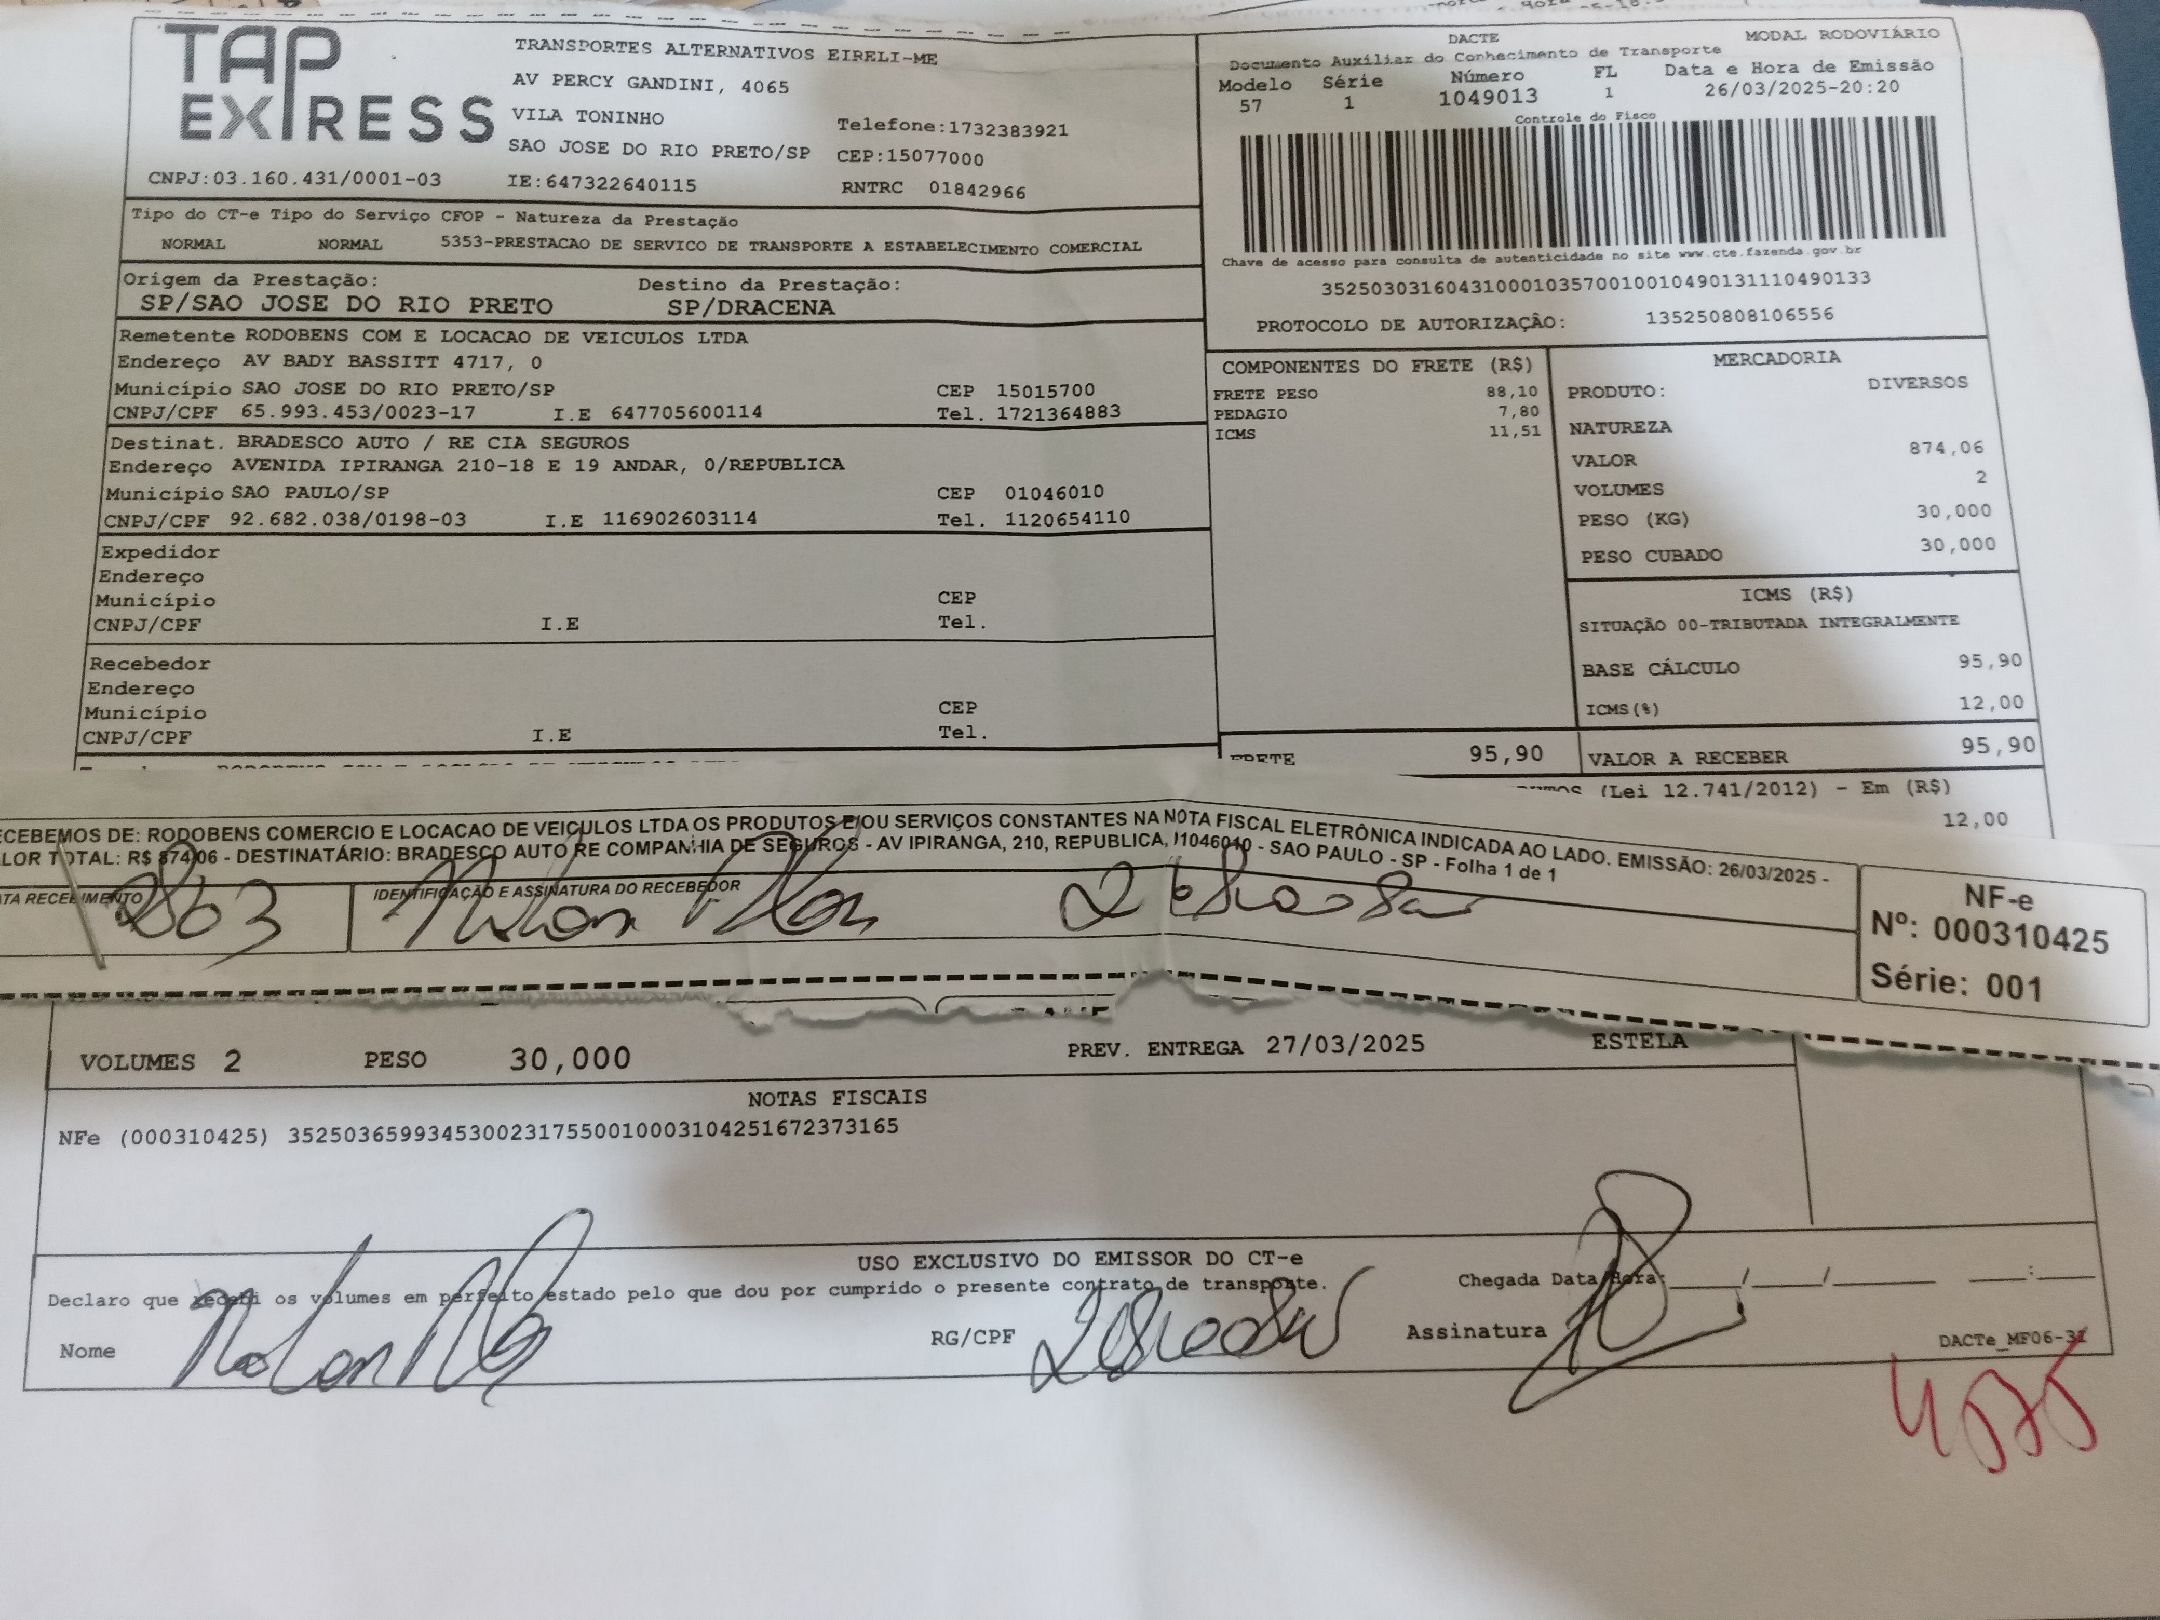 TAP EXPRESS
TRANSPORTES ALTERNATIVOS EIRELI-ME
AV PERCY GANDINI, 4065
VILA TONINHO
Telefone:1732383921
SAO JOSE DO RIO PRETO/SP CEP:15077000
CNPJ:03.160.431/0001-03 IE:647322640115 RNTRC 01842966
DACTE MODAL RODOVIÁRIO
Documento Auxiliar do Conhecimento de Transporte
Modelo Série Número FL Data e Hora de Emissão
57 1 1049013 1 26/03/2025-20:20
Controle do Fisco
Chave de acesso para consulta de autenticidade no site www.cte.fazenda.gov.br
35250303160431000103570010010490131110490133
PROTOCOLO DE AUTORIZAÇÃO: 135250808106556
Tipo do CT-e Tipo do Serviço CFOP - Natureza da Prestação
NORMAL NORMAL 5353-PRESTACAO DE SERVICO DE TRANSPORTE A ESTABELECIMENTO COMERCIAL
Origem da Prestação: Destino da Prestação:
SP/SAO JOSE DO RIO PRETO SP/DRACENA
Remetente RODOBENS COM E LOCACAO DE VEICULOS LTDA
Endereço AV BADY BASSITT 4717, 0
Município SAO JOSE DO RIO PRETO/SP CEP 15015700
CNPJ/CPF 65.993.453/0023-17 I.E 647705600114 Tel. 1721364883
Destinat. BRADESCO AUTO / RE CIA SEGUROS
Endereço AVENIDA IPIRANGA 210-18 E 19 ANDAR, 0/REPUBLICA
Município SAO PAULO/SP CEP 01046010
CNPJ/CPF 92.682.038/0198-03 I.E 116902603114 Tel. 1120654110
Expedidor
Endereço
Município CEP
CNPJ/CPF I.E Tel.
Recebedor
Endereço
Município CEP
CNPJ/CPF I.E Tel.
COMPONENTES DO FRETE (R$)
FRETE PESO 88,10
PEDAGIO 7,80
ICMS 11,51
MERCADORIA
PRODUTO: DIVERSOS
NATUREZA
VALOR 874,06
VOLUMES 2
PESO (KG) 30,000
PESO CUBADO 30,000
ICMS (R$)
SITUAÇÃO 00-TRIBUTADA INTEGRALMENTE
BASE CÁLCULO 95,90
ICMS(%) 12,00
FRETE 95,90 VALOR A RECEBER 95,90
(Lei 12.741/2012) - Em (R$)
12,00
ECEBEMOS DE: RODOBENS COMERCIO E LOCACAO DE VEICULOS LTDA OS PRODUTOS E/OU SERVIÇOS CONSTANTES NA NOTA FISCAL ELETRÔNICA INDICADA AO LADO. EMISSÃO: 26/03/2025 -
LOR TOTAL: R$ 874,06 - DESTINATÁRIO: BRADESCO AUTO RE COMPANHIA DE SEGUROS - AV IPIRANGA, 210, REPUBLICA, 01046010 - SAO PAULO - SP - Folha 1 de 1
ATA RECEBIMENTO IDENTIFICAÇÃO E ASSINATURA DO RECEBEDOR
NF-e
Nº: 000310425
Série: 001
VOLUMES 2 PESO 30,000 PREV. ENTREGA 27/03/2025 ESTELA
NOTAS FISCAIS
NFe (000310425) 35250365993453002317550010003104251672373165
USO EXCLUSIVO DO EMISSOR DO CT-e
Declaro que recebi os volumes em perfeito estado pelo que dou por cumprido o presente contrato de transporte.
Chegada Data/Hora: / / :
Nome RG/CPF Assinatura
DACTe_MF06-31